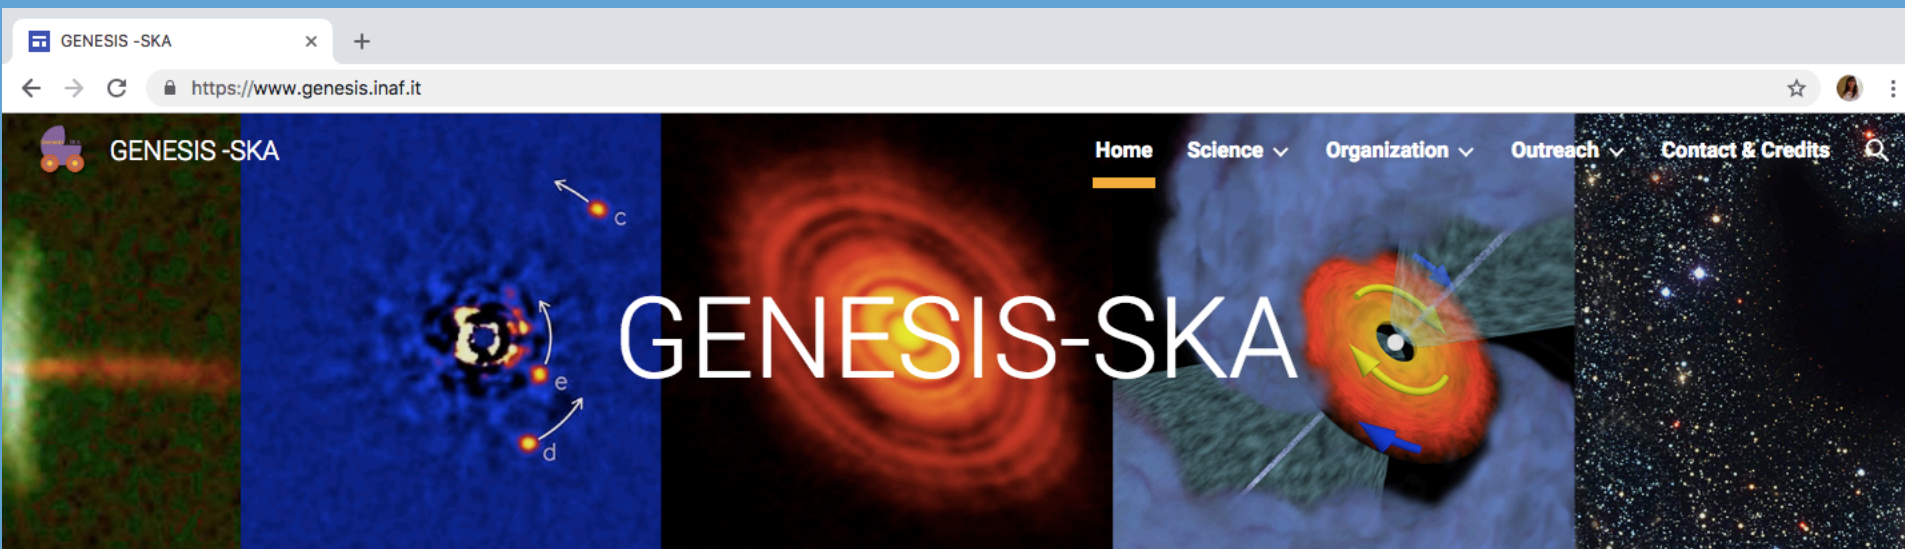 GENESIS -SKA
https://www.genesis.inaf.it
GENESIS -SKA
Home Science Organization Outreach Contact & Credits
c
GENESIS-SKA
e
d